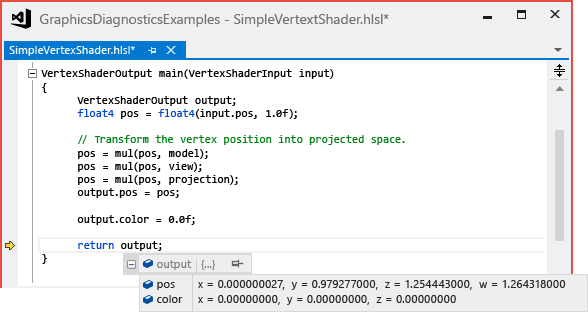 GraphicsDiagnosticsExamples - SimpleVertextShader.hlsl*
SimpleVertexShader.hlsl*
VertexShaderOutput main(VertexShaderInput input)
{
VertexShaderOutput output;
float4 pos = float4(input.pos, 1.0f);
// Transform the vertex position into projected space.
pos = mul(pos, model);
pos = mul(pos, view);
pos = mul(pos, projection);
output.pos = pos;
output.color = 0.0f;
return output;
}
output {...}
pos x = 0.000000027, y = 0.979277000, z = 1.254443000, w = 1.264318000
color x = 0.00000000, y = 0.00000000, z = 0.00000000